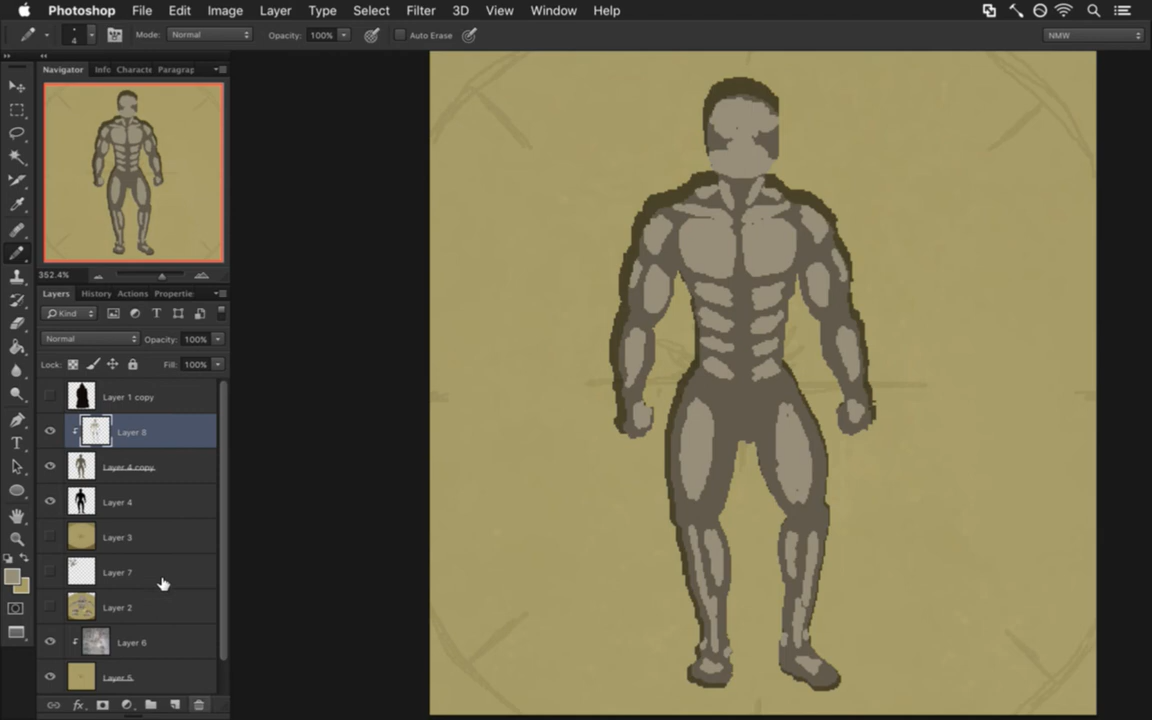 Photoshop File Edit Image Layer Type Select Filter 3D View Window Help
4 Mode: Normal Opacity: 100% Auto Erase NMW
Navigator Info Characte Paragrap
352.4%
Layers History Actions Propertie
Kind
Normal Opacity: 100%
Lock: Fill: 100%
Layer 1 copy
Layer 8
Layer 4 copy
Layer 4
Layer 3
Layer 7
Layer 2
Layer 6
Layer 5
fx